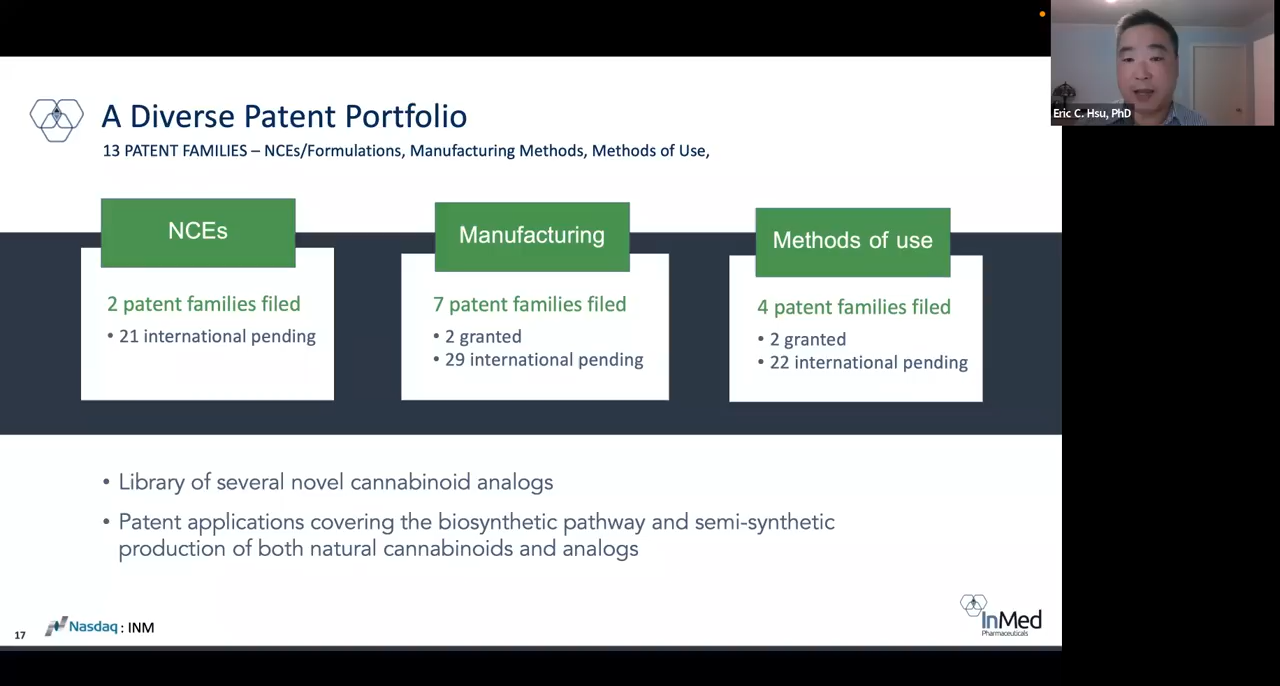 Eric C. Hsu, PhD
A Diverse Patent Portfolio
13 PATENT FAMILIES – NCEs/Formulations, Manufacturing Methods, Methods of Use,
NCEs
2 patent families filed
• 21 international pending
Manufacturing
7 patent families filed
• 2 granted
• 29 international pending
Methods of use
4 patent families filed
• 2 granted
• 22 international pending
• Library of several novel cannabinoid analogs
• Patent applications covering the biosynthetic pathway and semi-synthetic
production of both natural cannabinoids and analogs
17
Nasdaq : INM
InMed
Pharmaceuticals